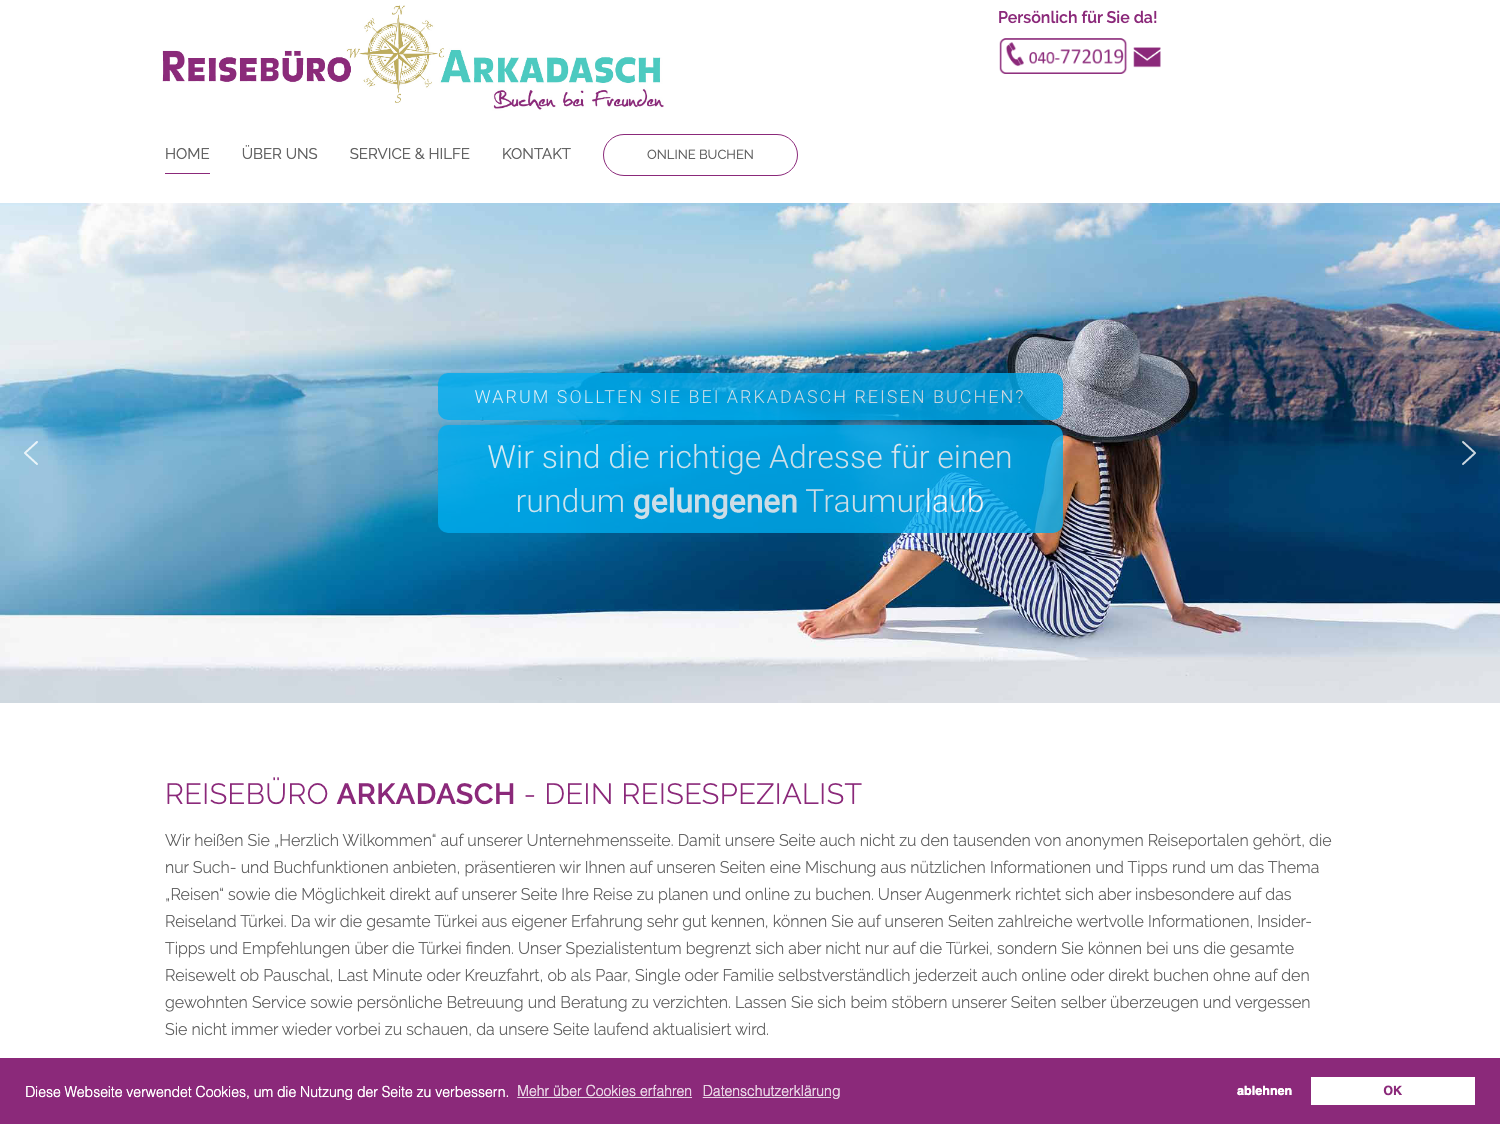 REISEBÜRO ARKADASCH
N
W E
S
Buchen bei Freunden
Persönlich für Sie da!
040-772019
HOME ÜBER UNS SERVICE & HILFE KONTAKT ONLINE BUCHEN
WARUM SOLLTEN SIE BEI ARKADASCH REISEN BUCHEN?
Wir sind die richtige Adresse für einen
rundum gelungenen Traumurlaub
REISEBÜRO ARKADASCH - DEIN REISESPEZIALIST
Wir heißen Sie „Herzlich Wilkommen“ auf unserer Unternehmensseite. Damit unsere Seite auch nicht zu den tausenden von anonymen Reiseportalen gehört, die
nur Such- und Buchfunktionen anbieten, präsentieren wir Ihnen auf unseren Seiten eine Mischung aus nützlichen Informationen und Tipps rund um das Thema
„Reisen“ sowie die Möglichkeit direkt auf unserer Seite Ihre Reise zu planen und online zu buchen. Unser Augenmerk richtet sich aber insbesondere auf das
Reiseland Türkei. Da wir die gesamte Türkei aus eigener Erfahrung sehr gut kennen, können Sie auf unseren Seiten zahlreiche wertvolle Informationen, Insider-
Tipps und Empfehlungen über die Türkei finden. Unser Spezialistentum begrenzt sich aber nicht nur auf die Türkei, sondern Sie können bei uns die gesamte
Reisewelt ob Pauschal, Last Minute oder Kreuzfahrt, ob als Paar, Single oder Familie selbstverständlich jederzeit auch online oder direkt buchen ohne auf den
gewohnten Service sowie persönliche Betreuung und Beratung zu verzichten. Lassen Sie sich beim stöbern unserer Seiten selber überzeugen und vergessen
Sie nicht immer wieder vorbei zu schauen, da unsere Seite laufend aktualisiert wird.
Diese Webseite verwendet Cookies, um die Nutzung der Seite zu verbessern. Mehr über Cookies erfahren Datenschutzerklärung ablehnen OK